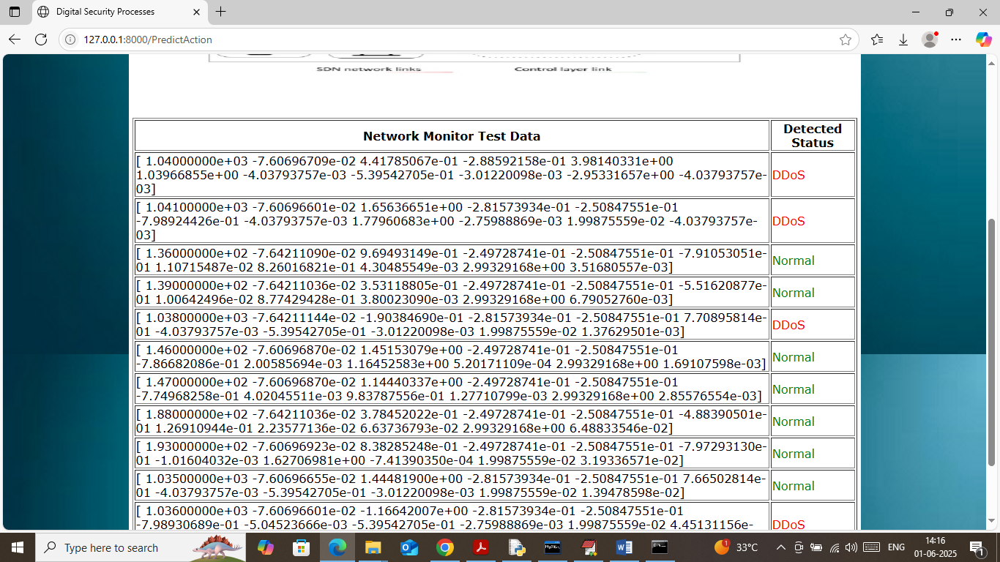 Digital Security Processes
127.0.0.1:8000/PredictAction
SDN network links
Control layer link
Network Monitor Test Data
Detected
Status
[ 1.04000000e+03 -7.60696709e-02 4.41785067e-01 -2.88592158e-01 3.98140331e+00
1.03966855e+00 -4.03793757e-03 -5.39542705e-01 -3.01220098e-03 -2.95331657e+00 -4.03793757e-
03]
DDoS
[ 1.04100000e+03 -7.60696601e-02 1.65636651e+00 -2.81573934e-01 -2.50847551e-01
-7.98924426e-01 -4.03793757e-03 1.77960683e+00 -2.75988869e-03 1.99875559e-02 -4.03793757e-
03]
DDoS
[ 1.36000000e+02 -7.64211090e-02 9.69493149e-01 -2.49728741e-01 -2.50847551e-01 -7.91053051e-
01 1.10715487e-02 8.26016821e-01 4.30485549e-03 2.99329168e+00 3.51680557e-03]
Normal
[ 1.39000000e+02 -7.64211036e-02 3.53118805e-01 -2.49728741e-01 -2.50847551e-01 -5.51620877e-
01 1.00642496e-02 8.77429428e-01 3.80023090e-03 2.99329168e+00 6.79052760e-03]
Normal
[ 1.03800000e+03 -7.64211144e-02 -1.90384690e-01 -2.81573934e-01 -2.50847551e-01 7.70895814e-
01 -4.03793757e-03 -5.39542705e-01 -3.01220098e-03 1.99875559e-02 1.37629501e-03]
DDoS
[ 1.46000000e+02 -7.60696870e-02 1.45153079e+00 -2.49728741e-01 -2.50847551e-01
-7.86682086e-01 2.00585694e-03 1.16452583e+00 5.20171109e-04 2.99329168e+00 1.69107598e-03]
Normal
[ 1.47000000e+02 -7.60696870e-02 1.14440337e+00 -2.49728741e-01 -2.50847551e-01
-7.74968258e-01 4.02045511e-03 9.83787556e-01 1.27710799e-03 2.99329168e+00 2.85576554e-03]
Normal
[ 1.88000000e+02 -7.64211036e-02 3.78452022e-01 -2.49728741e-01 -2.50847551e-01 -4.88390501e-
01 1.26910944e-01 2.23577136e-02 6.63736793e-02 2.99329168e+00 6.48833546e-02]
Normal
[ 1.93000000e+02 -7.60696923e-02 8.38285248e-01 -2.49728741e-01 -2.50847551e-01 -7.97293130e-
01 -1.01604032e-03 1.62706981e+00 -7.41390350e-04 1.99875559e-02 3.19336571e-02]
Normal
[ 1.03500000e+03 -7.60696655e-02 1.44481900e+00 -2.81573934e-01 -2.50847551e-01 7.66502814e-
01 -4.03793757e-03 -5.39542705e-01 -3.01220098e-03 1.99875559e-02 1.39478598e-02]
Normal
[ 1.03600000e+03 -7.60696601e-02 -1.16642007e+00 -2.81573934e-01 -2.50847551e-01
-7.98930689e-01 -5.04523666e-03 -5.39542705e-01 -2.75988869e-03 1.99875559e-02 4.45131156e-
DDoS
Type here to search
33°C
ENG
14:16
01-06-2025